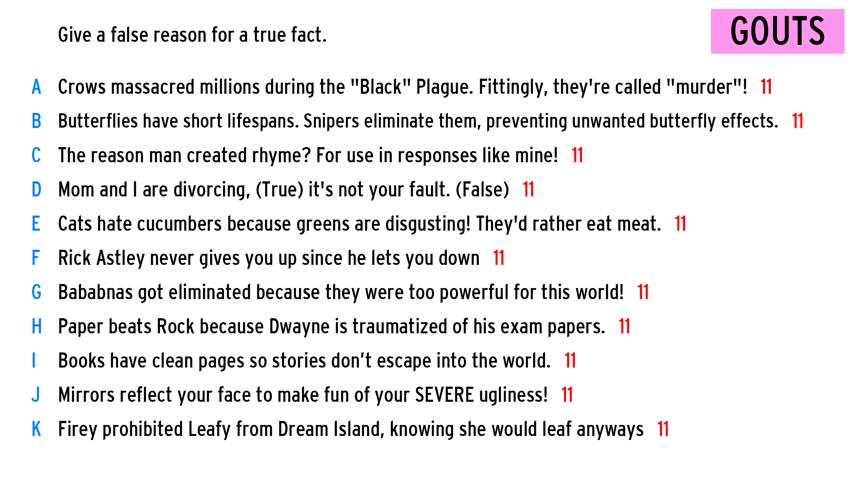 Give a false reason for a true fact.
GOUTS
A Crows massacred millions during the "Black" Plague. Fittingly, they're called "murder"! 11
B Butterflies have short lifespans. Snipers eliminate them, preventing unwanted butterfly effects. 11
C The reason man created rhyme? For use in responses like mine! 11
D Mom and I are divorcing, (True) it's not your fault. (False) 11
E Cats hate cucumbers because greens are disgusting! They'd rather eat meat. 11
F Rick Astley never gives you up since he lets you down 11
G Bababnas got eliminated because they were too powerful for this world! 11
H Paper beats Rock because Dwayne is traumatized of his exam papers. 11
I Books have clean pages so stories don’t escape into the world. 11
J Mirrors reflect your face to make fun of your SEVERE ugliness! 11
K Firey prohibited Leafy from Dream Island, knowing she would leaf anyways 11